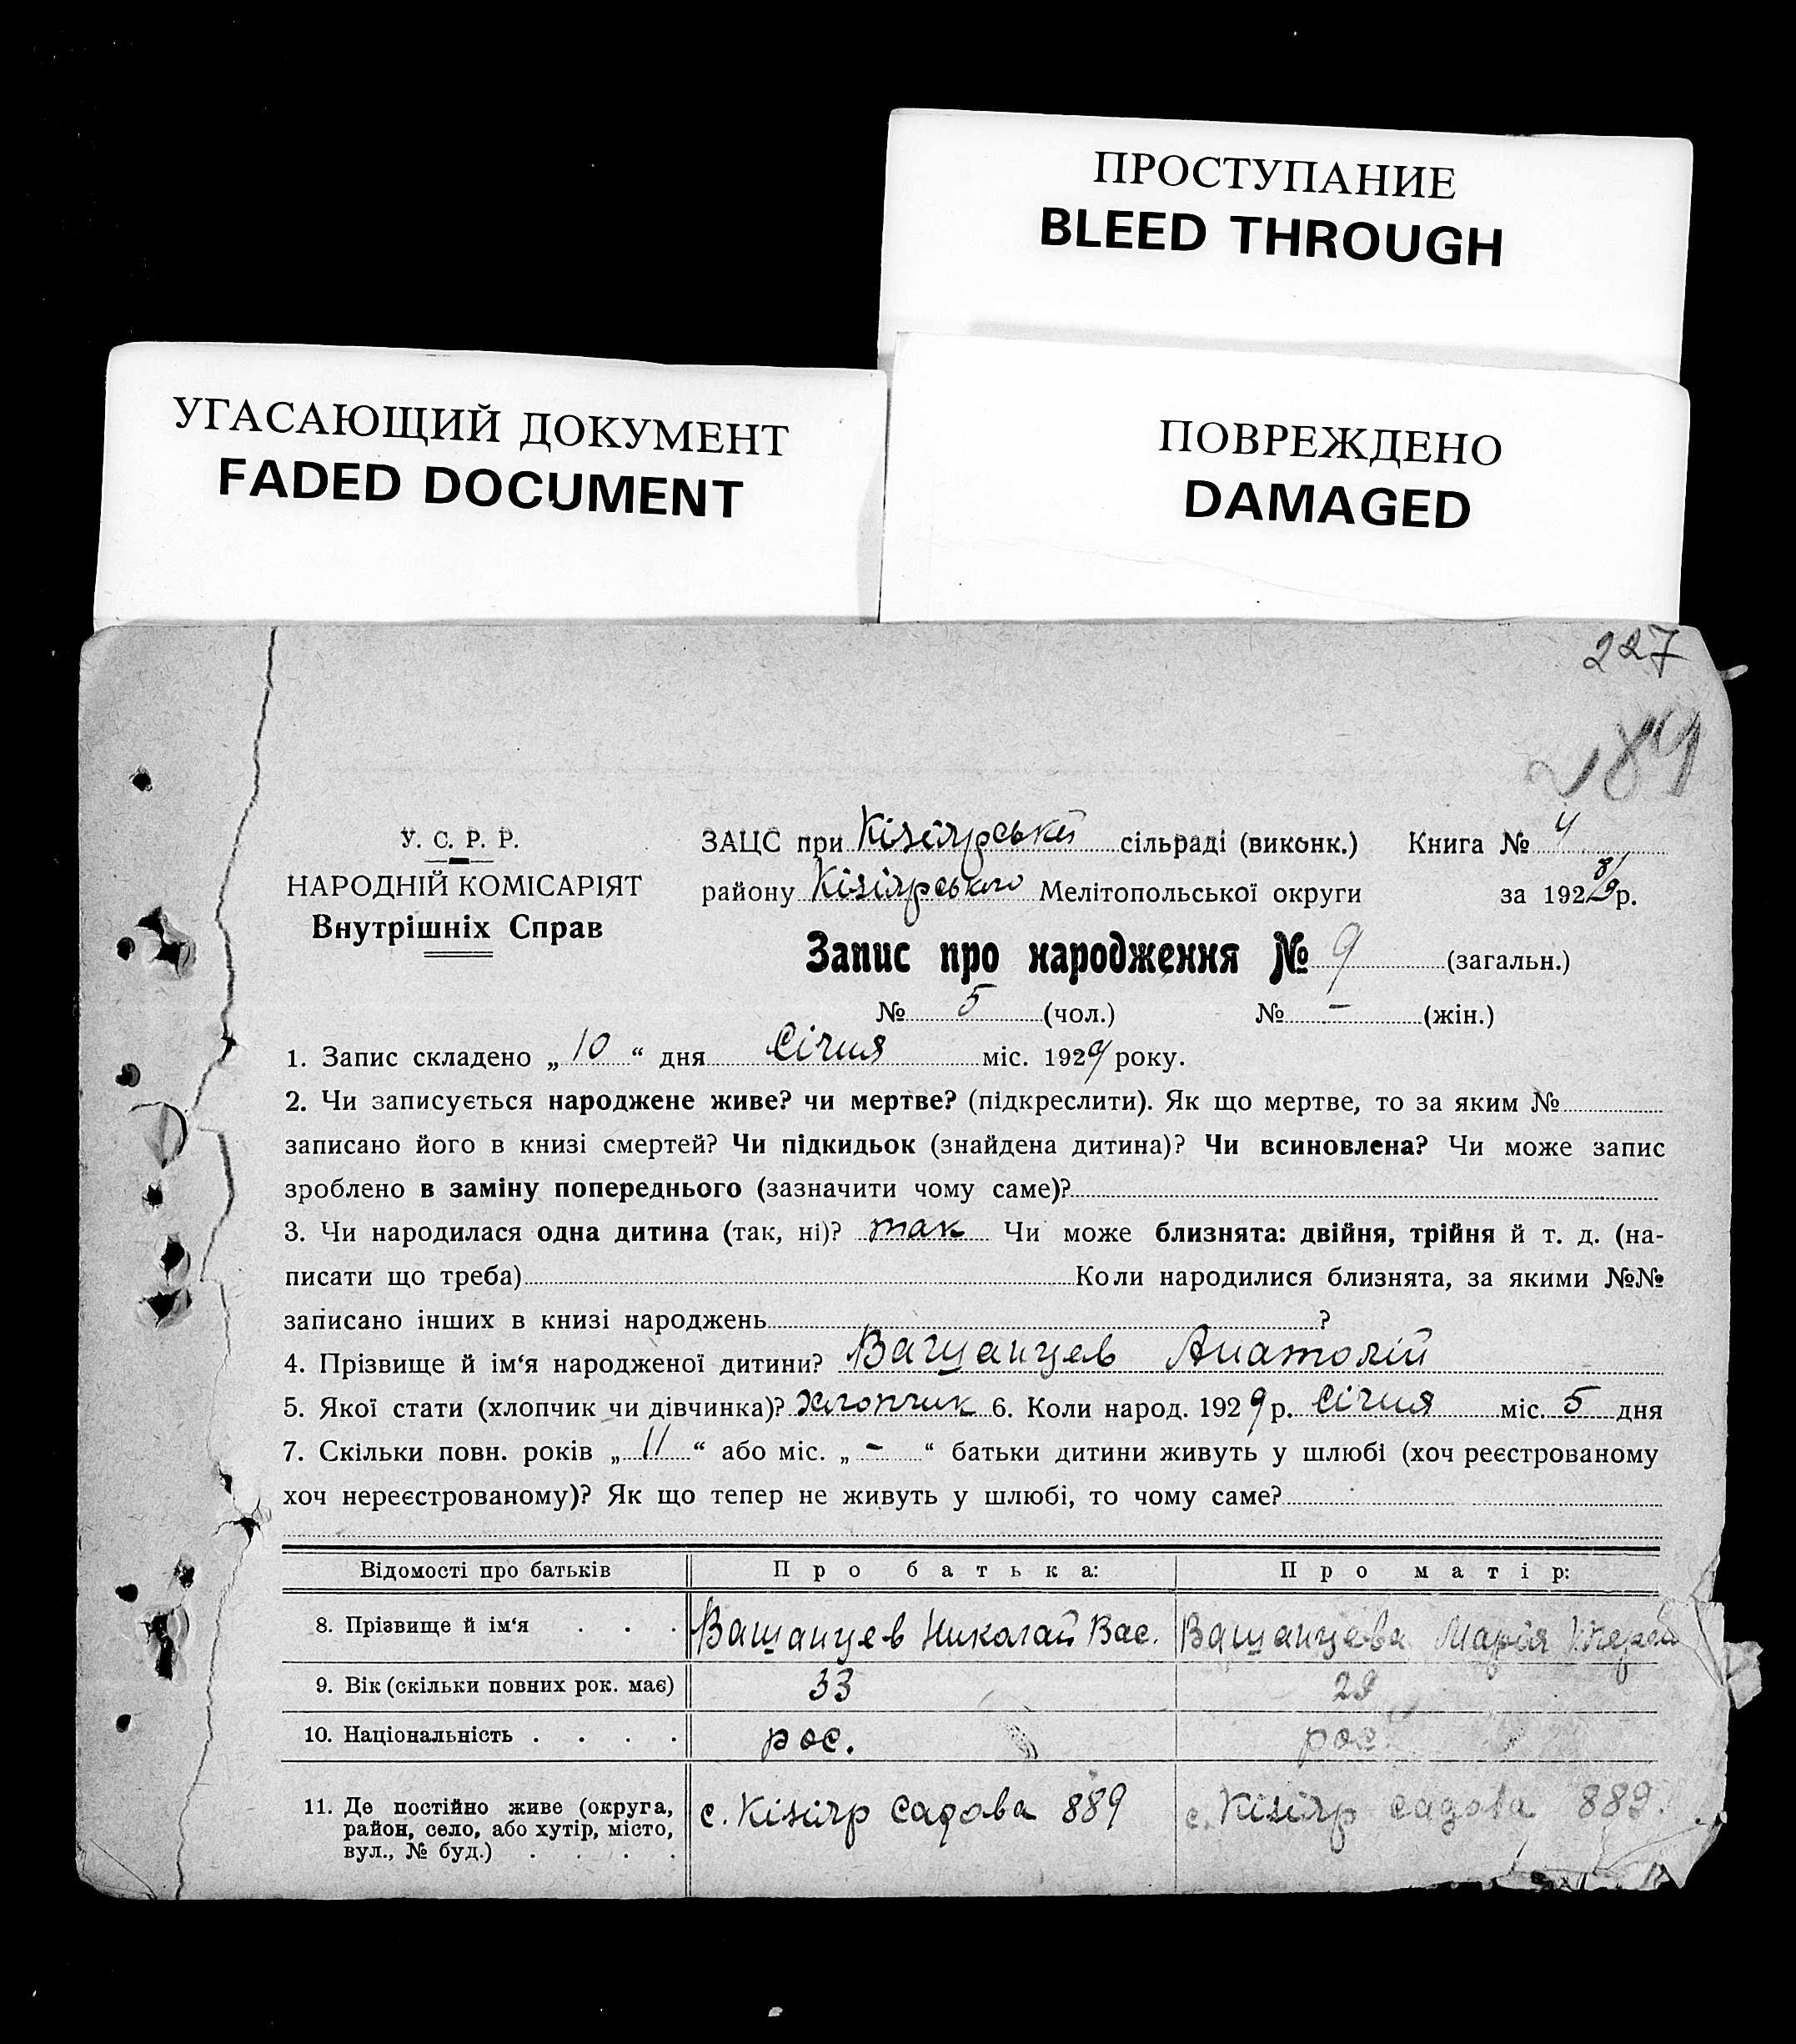 ПРОСТУПАНИЕ
BLEED THROUGH
УГАСАЮЩИЙ ДОКУМЕНТ
FADED DOCUMENT
ПОВРЕЖДЕНО
DAMAGED
227
189
У. С. Р. Р.
НАРОДНІЙ КОМІСАРІЯТ
Внутрішніх Справ
ЗАЦС при Кізіярській сільраді (виконк.) Книга № 4
району Кізіярського Мелітопольської округи за 1928/9р.
Запис про народження № 9 (загальн.)
№ 5 (чол.) № – (жін.)
1. Запис складено „ 10 “ дня Січня міс. 1929 року.
2. Чи записується народжене живе? чи мертве? (підкреслити). Як що мертве, то за яким №
записано його в книзі смертей? Чи підкидьок (знайдена дитина)? Чи всиновлена? Чи може запис
зроблено в заміну попереднього (зазначити чому саме)?
3. Чи народилася одна дитина (так, ні)? так Чи може близнята: двійня, трійня й т. д. (на-
писати що треба) Коли народилися близнята, за якими №№
записано інших в книзі народжень ?
4. Прізвище й ім‘я народженої дитини? Ващанцев Анатолій
5. Якої стати (хлопчик чи дівчинка)? хлопчик 6. Коли народ. 1929 р. Січня міс. 5 дня
7. Скільки повн. років „ 11 “ або міс. „ - “ батьки дитини живуть у шлюбі (хоч реєстрованому
хоч нереєстрованому)? Як що тепер не живуть у шлюбі, то чому саме?
Відомості про батьків Про батька: Про матір:
8. Прізвище й ім‘я . . . Ващанцев Николай Вас. Ващанцева Марія
9. Вік (скільки повних рок. має) 33 29
10. Національність . . . . рос. рос.
11. Де постійно живе (округа,
район, село, або хутір, місто,
вул., № буд.) . . . . с. Кізіяр Садова 889 с. Кізіяр садова 889.